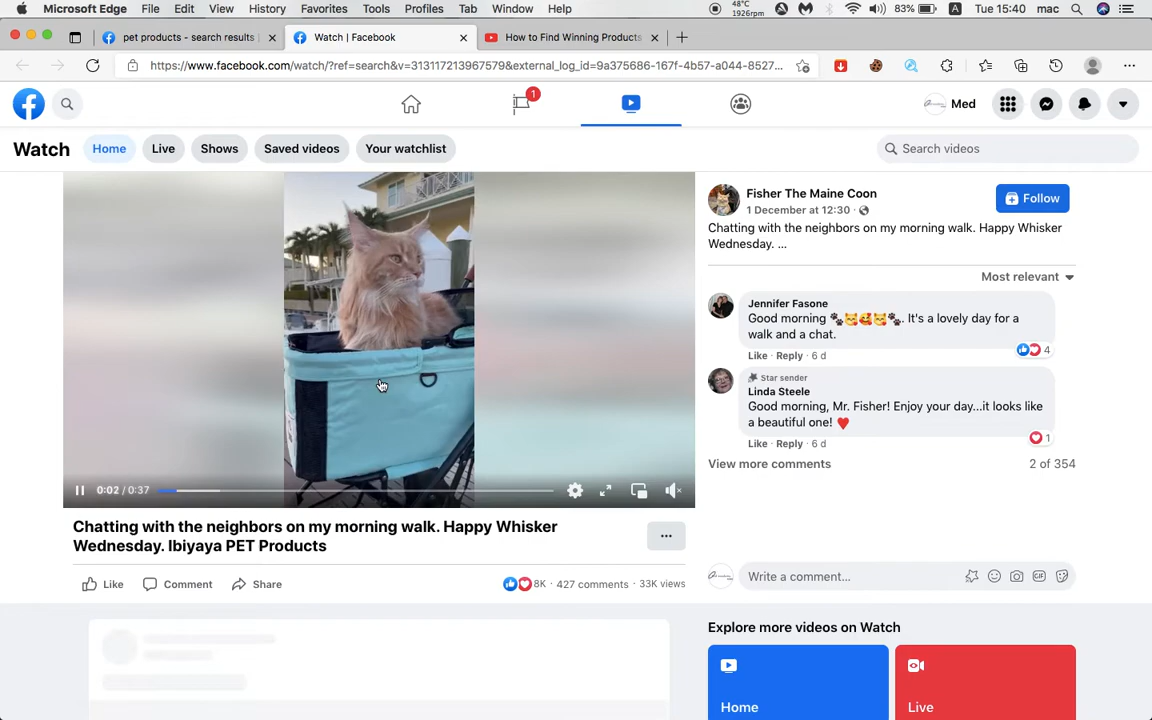 Microsoft Edge File Edit View History Favorites Tools Profiles Tab Window Help 48°C 1926rpm 83% A Tue 15:40 mac
pet products - search results Watch | Facebook How to Find Winning Products
https://www.facebook.com/watch/?ref=search&v=313117213967579&external_log_id=9a375686-167f-4b57-a044-8527...
1 Med
Watch Home Live Shows Saved videos Your watchlist Search videos
Fisher The Maine Coon
1 December at 12:30 ·
Follow
Chatting with the neighbors on my morning walk. Happy Whisker
Wednesday. ...
Most relevant
Jennifer Fasone
Good morning 🐾😽🥰😽🐾. It's a lovely day for a
walk and a chat.
4
Like · Reply · 6 d
Star sender
Linda Steele
Good morning, Mr. Fisher! Enjoy your day...it looks like
a beautiful one! ❤️
1
Like · Reply · 6 d
View more comments 2 of 354
0:02 / 0:37
Chatting with the neighbors on my morning walk. Happy Whisker
Wednesday. Ibiyaya PET Products
Like Comment Share 8K · 427 comments · 33K views
Write a comment... GIF
Explore more videos on Watch
Home Live